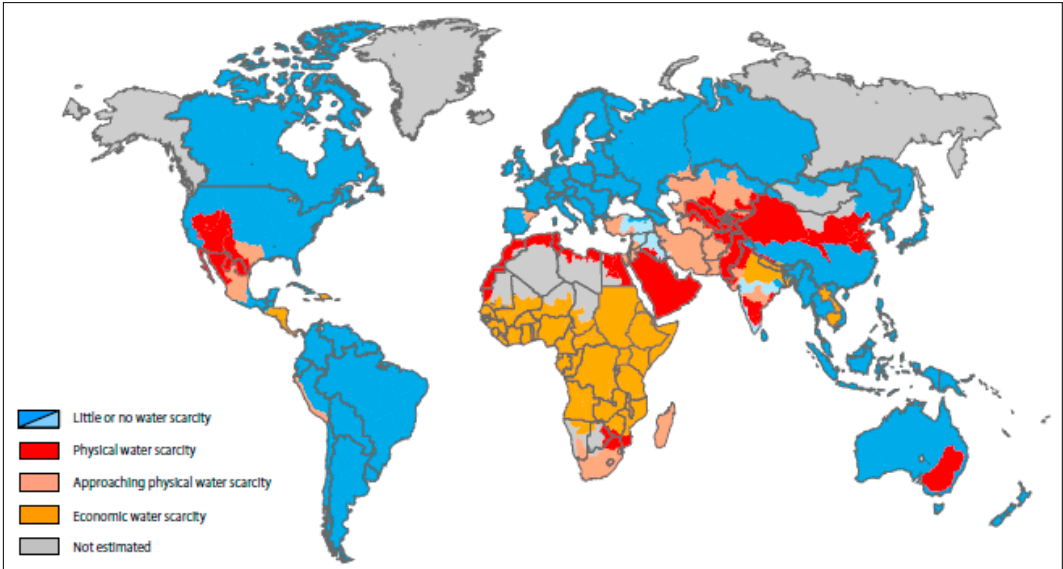 Little or no water scarcity
Physical water scarcity
Approaching physical water scarcity
Economic water scarcity
Not estimated